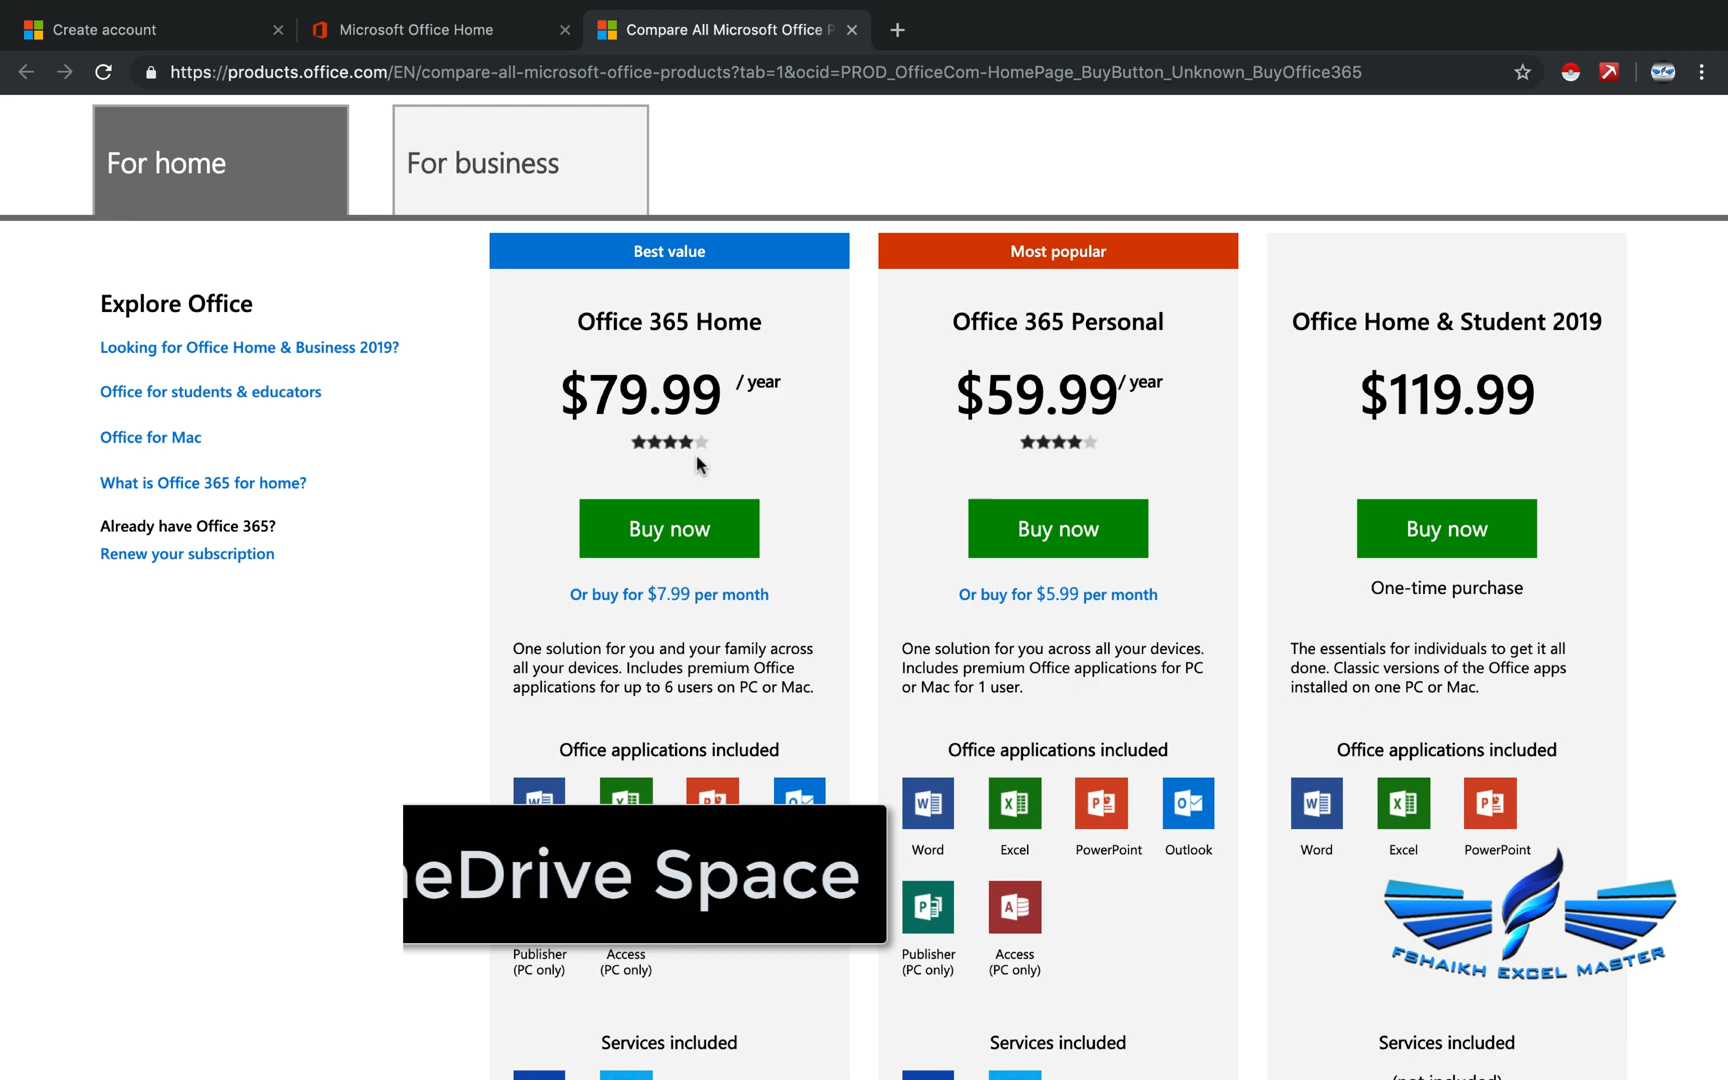 Create account
Microsoft Office Home
Compare All Microsoft Office P
https://products.office.com/EN/compare-all-microsoft-office-products?tab=1&ocid=PROD_OfficeCom-HomePage_BuyButton_Unknown_BuyOffice365
For home
For business
Explore Office
Looking for Office Home & Business 2019?
Office for students & educators
Office for Mac
What is Office 365 for home?
Already have Office 365?
Renew your subscription
Best value
Office 365 Home
$79.99 / year
Buy now
Or buy for $7.99 per month
One solution for you and your family across
all your devices. Includes premium Office
applications for up to 6 users on PC or Mac.
Office applications included
neDrive Space
Publisher
(PC only)
Access
(PC only)
Services included
Most popular
Office 365 Personal
$59.99 / year
Buy now
Or buy for $5.99 per month
One solution for you across all your devices.
Includes premium Office applications for PC
or Mac for 1 user.
Office applications included
Word
Excel
PowerPoint
Outlook
Publisher
(PC only)
Access
(PC only)
Services included
Office Home & Student 2019
$119.99
Buy now
One-time purchase
The essentials for individuals to get it all
done. Classic versions of the Office apps
installed on one PC or Mac.
Office applications included
Word
Excel
PowerPoint
FSHAIKH EXCEL MASTER
Services included